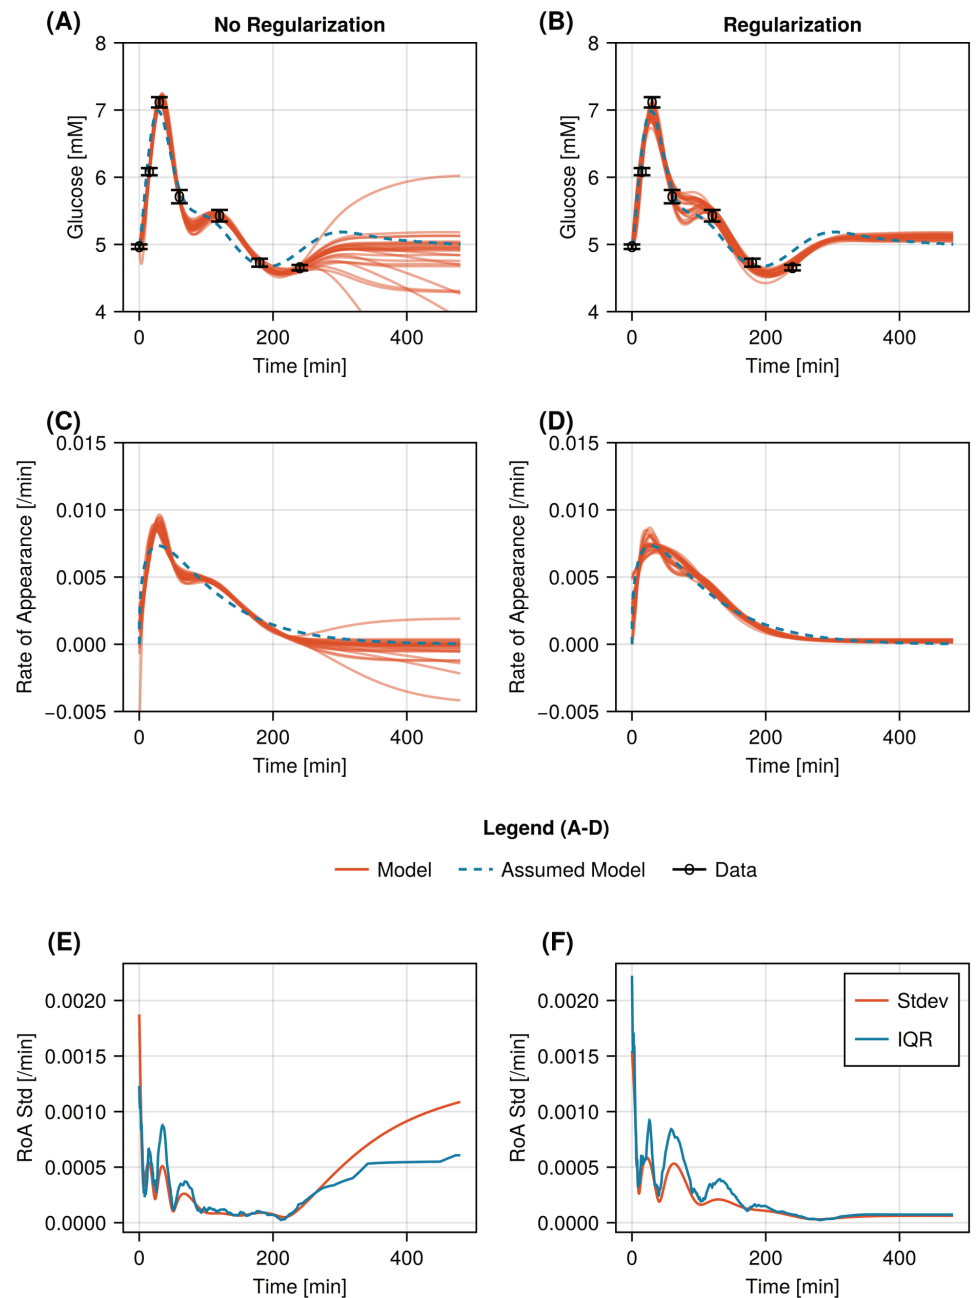 (A) No Regularization (B) Regularization
8 8
7 7
6 6
5 5
4 4
Glucose [mM] Glucose [mM]
0 200 400 0 200 400
Time [min] Time [min]
(C) (D)
0.015 0.015
0.010 0.010
0.005 0.005
0.000 0.000
−0.005 −0.005
Rate of Appearance [/min] Rate of Appearance [/min]
0 200 400 0 200 400
Time [min] Time [min]
Legend (A-D)
Model Assumed Model Data
(E) (F)
0.0020 0.0020
0.0015 0.0015
0.0010 0.0010
0.0005 0.0005
0.0000 0.0000
RoA Std [/min] RoA Std [/min]
Stdev
IQR
0 200 400 0 200 400
Time [min] Time [min]